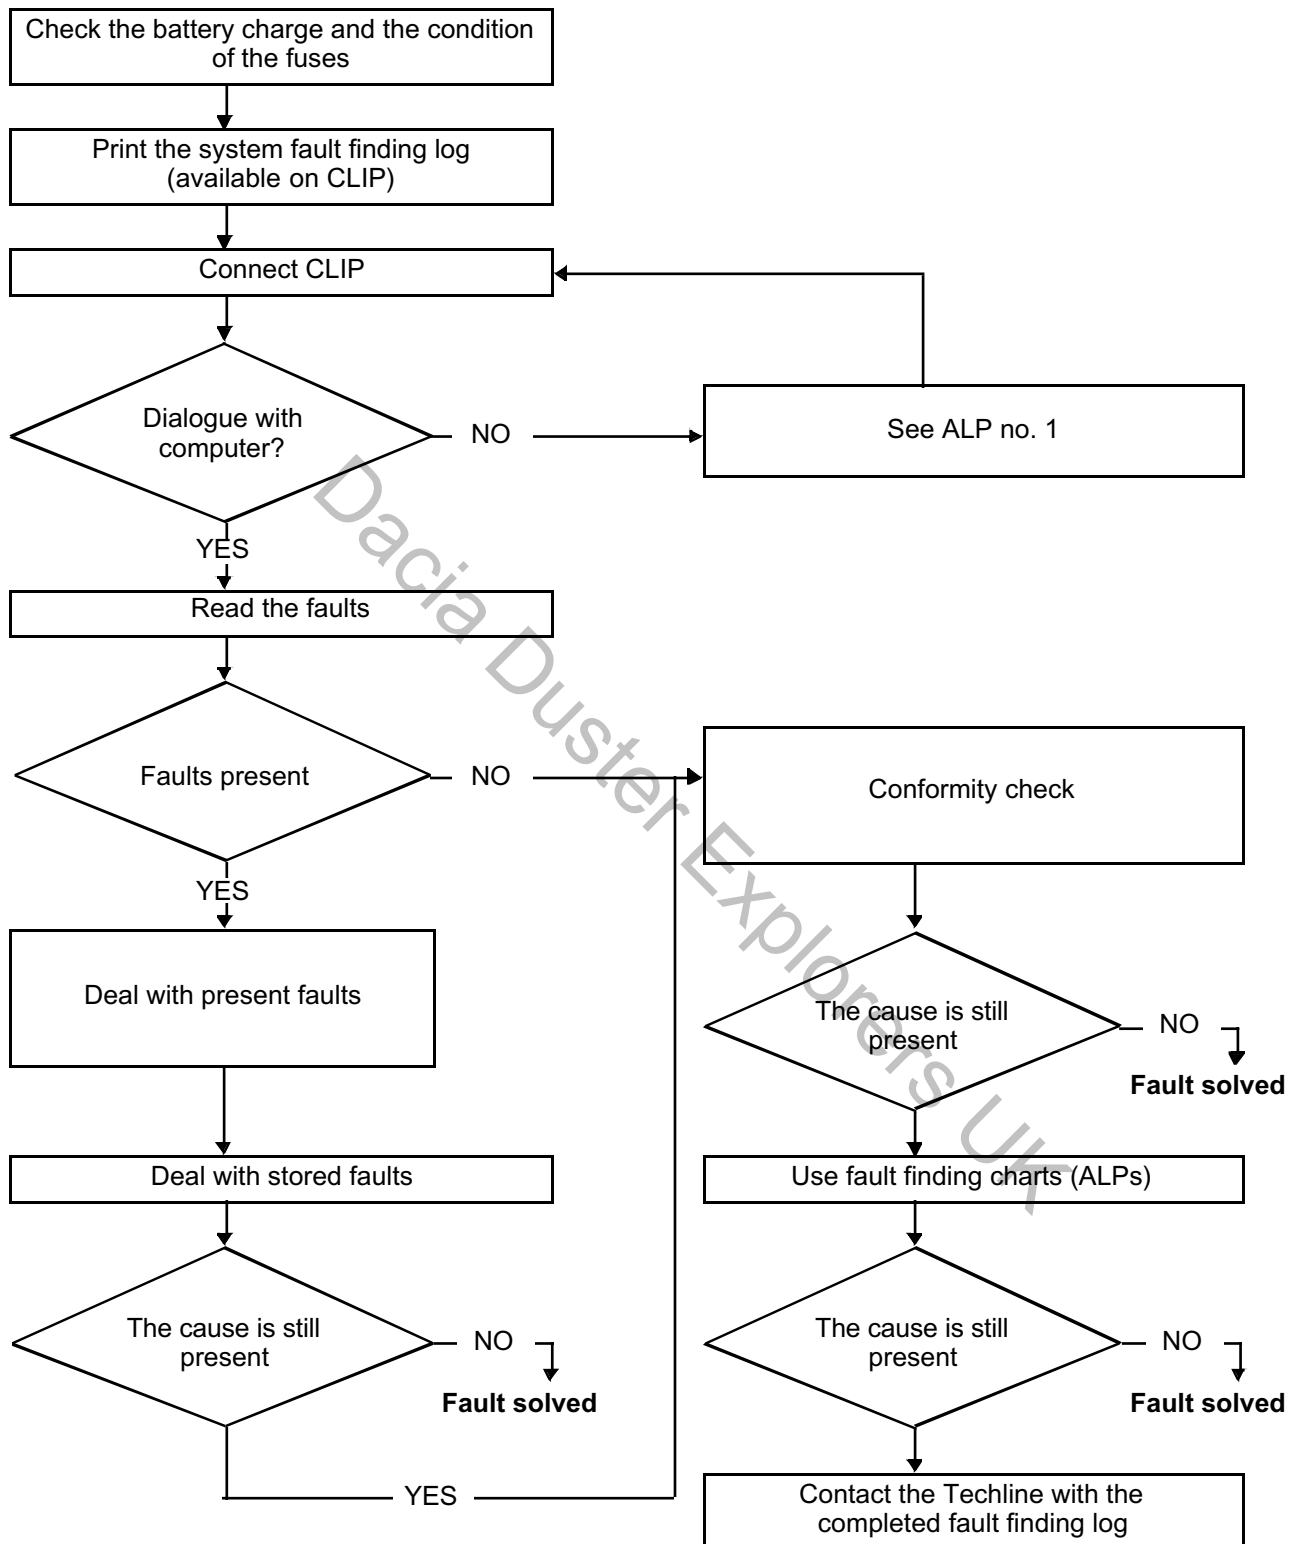 Check the battery charge and the condition
of the fuses
Print the system fault finding log
(available on CLIP)
Connect CLIP
Dialogue with
computer?
NO
See ALP no. 1
YES
Read the faults
Faults present
NO
Conformity check
YES
Deal with present faults
The cause is still
present
NO
Fault solved
Deal with stored faults
Use fault finding charts (ALPs)
The cause is still
present
NO
Fault solved
The cause is still
present
NO
Fault solved
YES
Contact the Techline with the
completed fault finding log
Dacia Duster Explorers UK